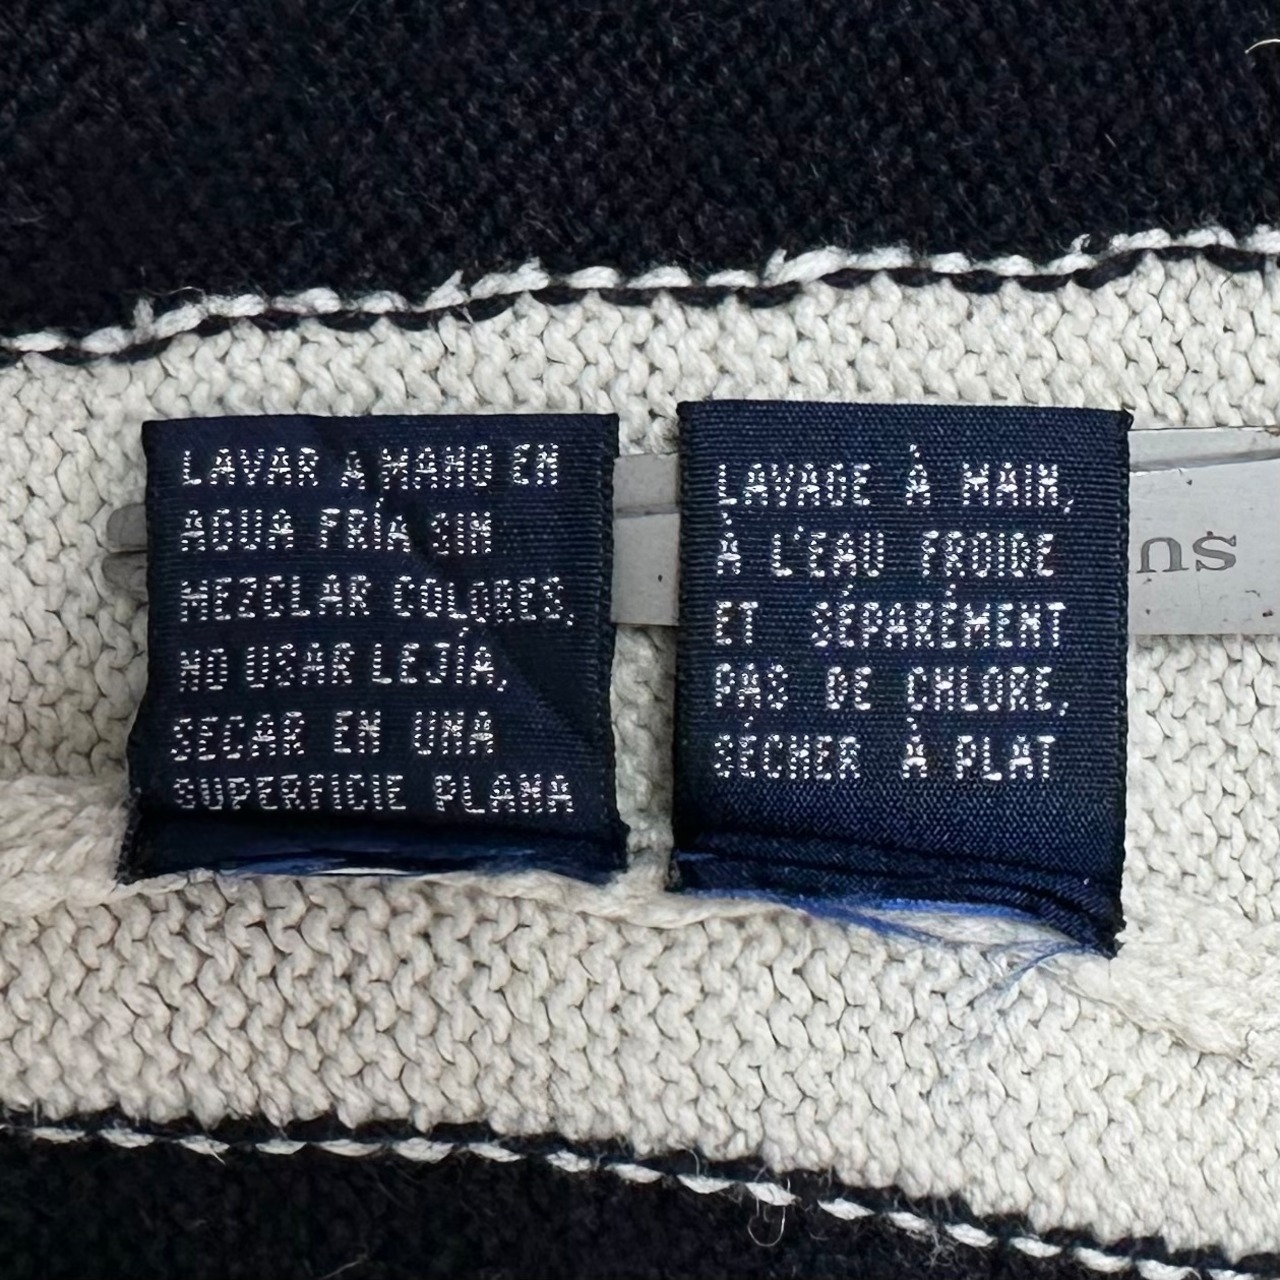 LAVAR A MANO EN
AGUA FRÍA SIN
MEZCLAR COLORES,
NO USAR LEJÍA,
SECAR EN UNA
SUPERFICIE PLANA
LAVAGE À MAIN,
À L'EAU FROIDE
ET SÉPARÉMENT
PAS DE CHLORE,
SÉCHER À PLAT
ns